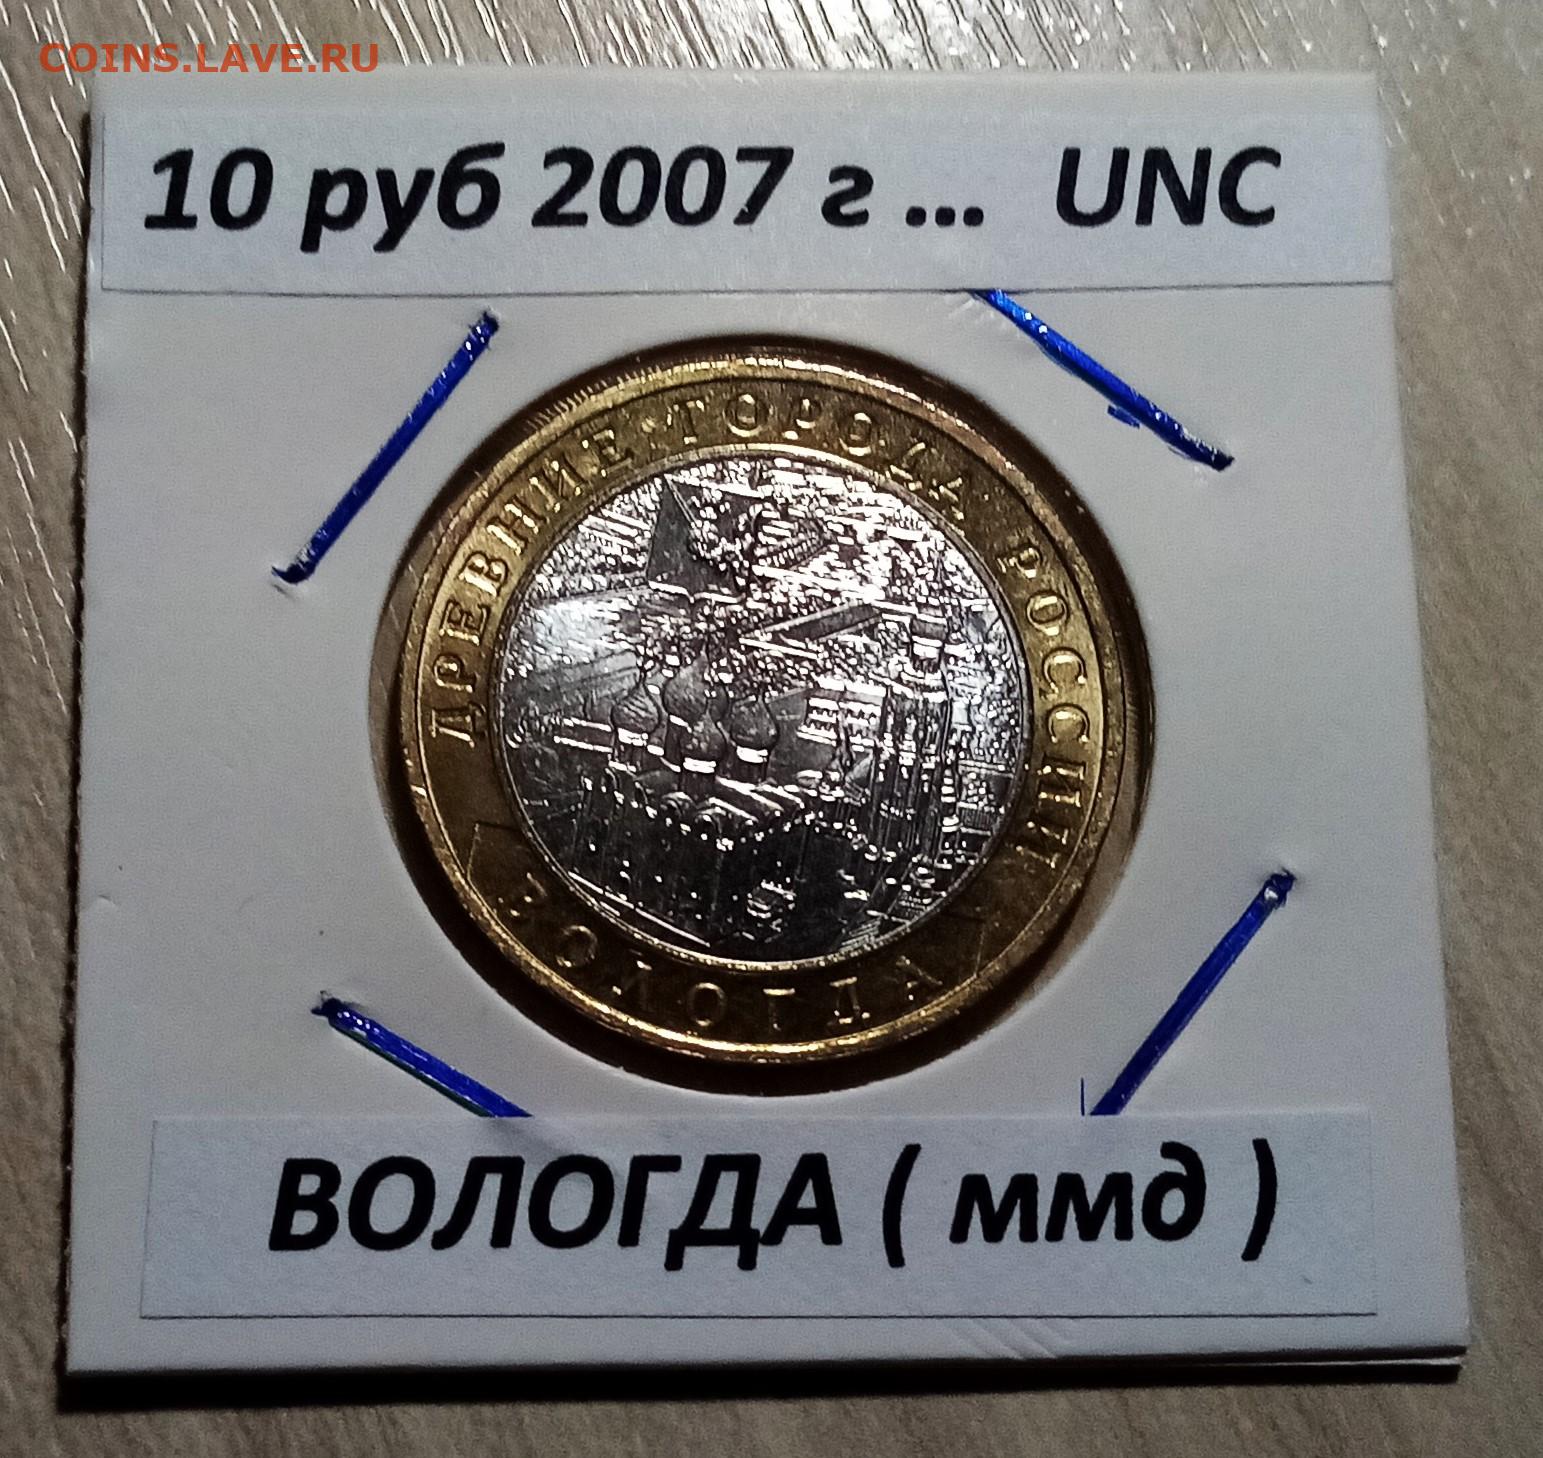 COINS.LAVE.RU
10 руб 2007 г ... UNC
ДРЕВНИЕ·ГОРОДА РОССИИ
ВОЛОГДА
ВОЛОГДА ( ммд )